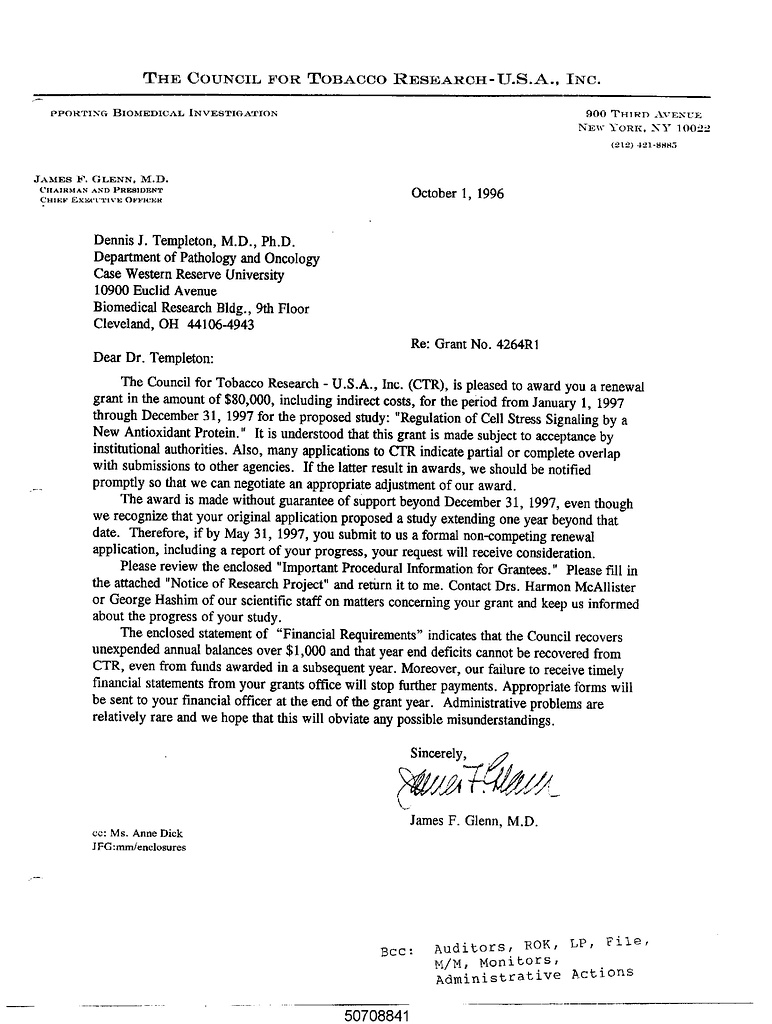 THE COUNCIL FOR TOBACCO RESEARCH-U.S.A., INC.
PPORTING BIOMEDICAL INVESTIGATION
900 THIRD AVENUE
NEW YORK, NY 10022
(212) 421-8885
JAMES F. GLENN, M.D.
CHAIRMAN AND PRESIDENT
CHIEF EXECUTIVE OFFICER
October 1, 1996
Dennis J. Templeton, M.D., Ph.D.
Department of Pathology and Oncology
Case Western Reserve University
10900 Euclid Avenue
Biomedical Research Bldg., 9th Floor
Cleveland, OH 44106-4943
Re: Grant No. 4264R1
Dear Dr. Templeton:
The Council for Tobacco Research - U.S.A., Inc. (CTR), is pleased to award you a renewal
grant in the amount of $80,000, including indirect costs, for the period from January 1, 1997
through December 31, 1997 for the proposed study: "Regulation of Cell Stress Signaling by a
New Antioxidant Protein." It is understood that this grant is made subject to acceptance by
institutional authorities. Also, many applications to CTR indicate partial or complete overlap
with submissions to other agencies. If the latter result in awards, we should be notified
promptly so that we can negotiate an appropriate adjustment of our award.
The award is made without guarantee of support beyond December 31, 1997, even though
we recognize that your original application proposed a study extending one year beyond that
date. Therefore, if by May 31, 1997, you submit to us a formal non-competing renewal
application, including a report of your progress, your request will receive consideration.
Please review the enclosed "Important Procedural Information for Grantees." Please fill in
the attached "Notice of Research Project" and return it to me. Contact Drs. Harmon McAllister
or George Hashim of our scientific staff on matters concerning your grant and keep us informed
about the progress of your study.
The enclosed statement of "Financial Requirements" indicates that the Council recovers
unexpended annual balances over $1,000 and that year end deficits cannot be recovered from
CTR, even from funds awarded in a subsequent year. Moreover, our failure to receive timely
financial statements from your grants office will stop further payments. Appropriate forms will
be sent to your financial officer at the end of the grant year. Administrative problems are
relatively rare and we hope that this will obviate any possible misunderstandings.
Sincerely,
James F. Glenn
James F. Glenn, M.D.
cc: Ms. Anne Dick
JFG:mm/enclosures
Bcc: Auditors, ROK, LP, File,
M/M, Monitors,
Administrative Actions
50708841